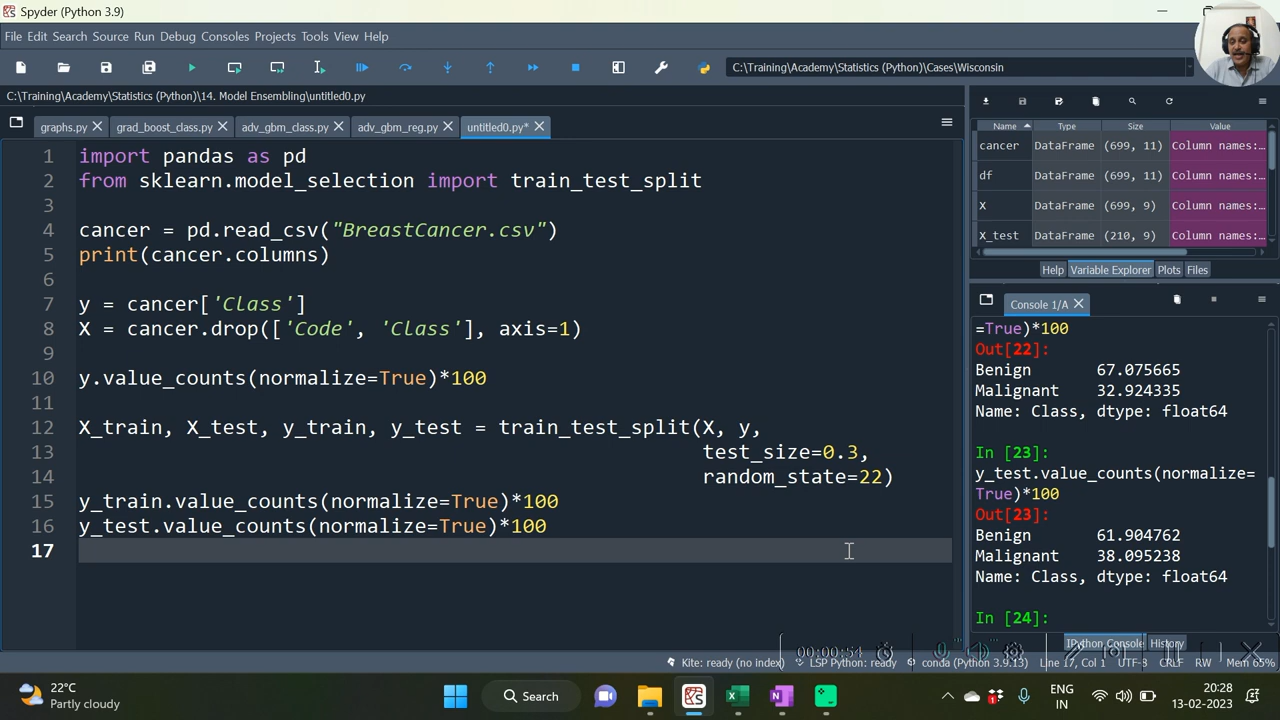 Spyder (Python 3.9)
File Edit Search Source Run Debug Consoles Projects Tools View Help
C:\Training\Academy\Statistics (Python)\Cases\Wisconsin
C:\Training\Academy\Statistics (Python)\14. Model Ensembling\untitled0.py
graphs.py grad_boost_class.py adv_gbm_class.py adv_gbm_reg.py untitled0.py*
1 import pandas as pd
2 from sklearn.model_selection import train_test_split
3
4 cancer = pd.read_csv("BreastCancer.csv")
5 print(cancer.columns)
6
7 y = cancer['Class']
8 X = cancer.drop(['Code', 'Class'], axis=1)
9
10 y.value_counts(normalize=True)*100
11
12 X_train, X_test, y_train, y_test = train_test_split(X, y,
13 test_size=0.3,
14 random_state=22)
15 y_train.value_counts(normalize=True)*100
16 y_test.value_counts(normalize=True)*100
17
Name Type Size Value
cancer DataFrame (699, 11) Column names:…
df DataFrame (699, 11) Column names:…
X DataFrame (699, 9) Column names:…
X_test DataFrame (210, 9) Column names:…
Help Variable Explorer Plots Files
Console 1/A
=True)*100
Out[22]:
Benign 67.075665
Malignant 32.924335
Name: Class, dtype: float64
In [23]:
y_test.value_counts(normalize=
True)*100
Out[23]:
Benign 61.904762
Malignant 38.095238
Name: Class, dtype: float64
In [24]:
IPython Console History
00:00:54
Kite: ready (no index) LSP Python: ready conda (Python 3.9.13) Line 17, Col 1 UTF-8 CRLF RW Mem 65%
22°C
Partly cloudy
Search
ENG
IN
20:28
13-02-2023